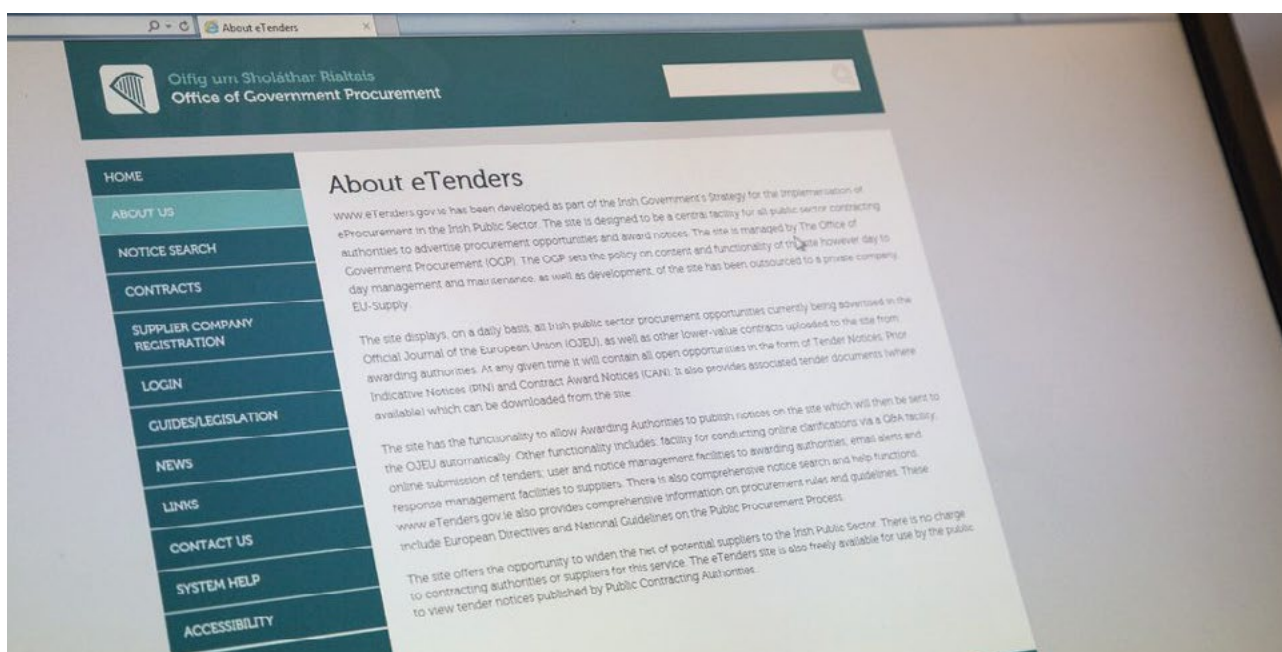 About eTenders
Oifig um Sholáthar Rialtais
Office of Government Procurement
HOME
ABOUT US
NOTICE SEARCH
CONTRACTS
SUPPLIER COMPANY
REGISTRATION
LOGIN
GUIDES/LEGISLATION
NEWS
LINKS
CONTACT US
SYSTEM HELP
ACCESSIBILITY
About eTenders
www.eTenders.gov.ie has been developed as part of the Irish Government's Strategy for the Implementation of
eProcurement in the Irish Public Sector. The site is designed to be a central facility for all public sector contracting
authorities to advertise procurement opportunities and award notices. The site is managed by The Office of
Government Procurement (OGP). The OGP sets the policy on content and functionality of the site however day to
day management and maintenance, as well as development, of the site has been outsourced to a private company,
EU-Supply.
The site displays, on a daily basis, all Irish public sector procurement opportunities currently being advertised in the
Official Journal of the European Union (OJEU), as well as other lower-value contracts uploaded to the site from
awarding authorities. At any given time it will contain all open opportunities in the form of Tender Notices, Prior
Indicative Notices (PIN) and Contract Award Notices (CAN). It also provides associated tender documents (where
available) which can be downloaded from the site.
The site has the functionality to allow Awarding Authorities to publish notices on the site which will then be sent to
the OJEU automatically. Other functionality includes: facility for conducting online clarifications via a Q&A facility;
online submission of tenders; user and notice management facilities to awarding authorities; email alerts and
response management facilities to suppliers. There is also comprehensive notice search and help functions.
www.eTenders.gov.ie also provides comprehensive information on procurement rules and guidelines. These
include European Directives and National Guidelines on the Public Procurement Process.
The site offers the opportunity to widen the net of potential suppliers to the Irish Public Sector. There is no charge
to contracting authorities or suppliers for this service. The eTenders site is also freely available for use by the public
to view tender notices published by Public Contracting Authorities.